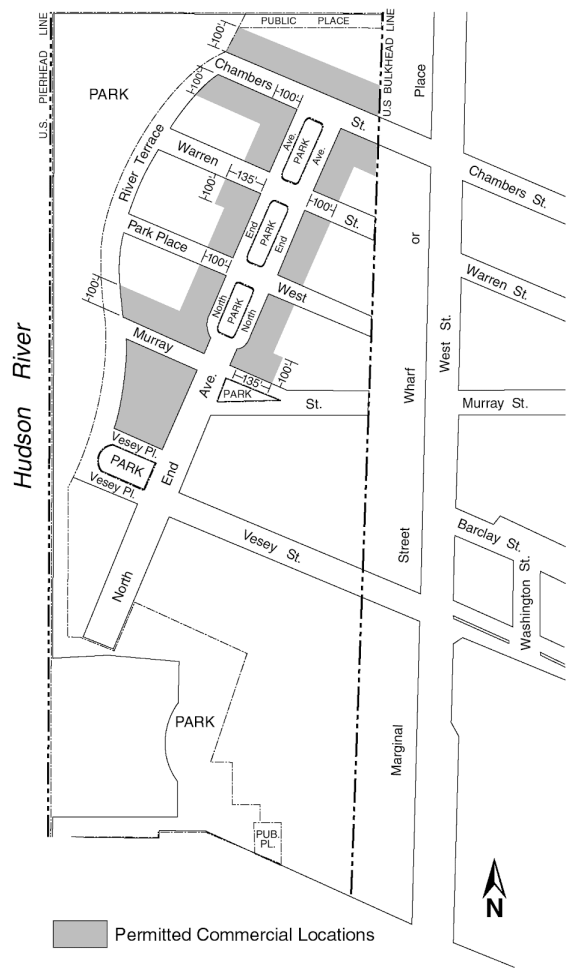 U.S. PIERHEAD LINE
PUBLIC PLACE
U.S BULKHEAD LINE
-100'-
PARK
Chambers
St.
-100'-
-100'-
Place
Ave.
PARK
Ave.
River Terrace
Warren
St.
-135'-
-100'-
-100'-
Chambers St.
or
End
PARK
End
Park Place
-100'-
West
Warren St.
-100'-
North
PARK
North
Murray
West St.
Hudson River
-135'-
-100'-
Ave.
PARK
St.
Wharf
Murray St.
Vesey Pl.
PARK
Vesey Pl.
End
Vesey St.
Street
Barclay St.
Washington St.
North
PARK
Marginal
PUB.
PL.
N
Permitted Commercial Locations